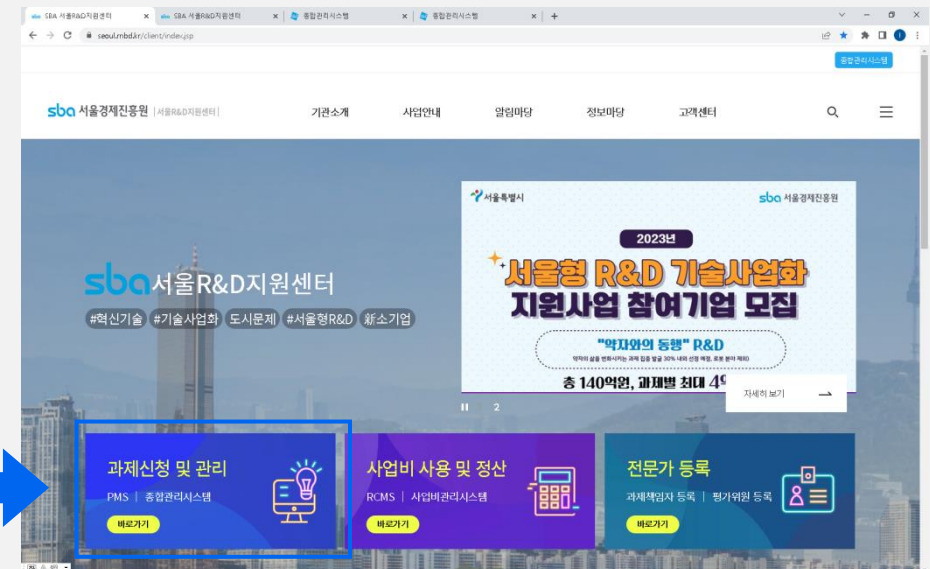 SBA 서울R&D지원센터
SBA 서울R&D지원센터
종합관리시스템
종합관리시스템
seoul.rnbd.kr/client/index.jsp
종합관리시스템
sba 서울경제진흥원 | 서울R&D지원센터 |
기관소개 사업안내 알림마당 정보마당 고객센터
서울특별시 sba 서울경제진흥원
2023년
서울형 R&D 기술사업화
지원사업 참여기업 모집
"약자와의 동행" R&D
총 140억원, 과제별 최대
자세히 보기
sba 서울R&D지원센터
#혁신기술 #기술사업화 도시문제 #서울형R&D 新소기업
2
과제신청 및 관리
PMS | 종합관리시스템
바로가기
사업비 사용 및 정산
RCMS | 사업비관리시스템
바로가기
전문가 등록
과제책임자 등록 | 평가위원 등록
바로가기